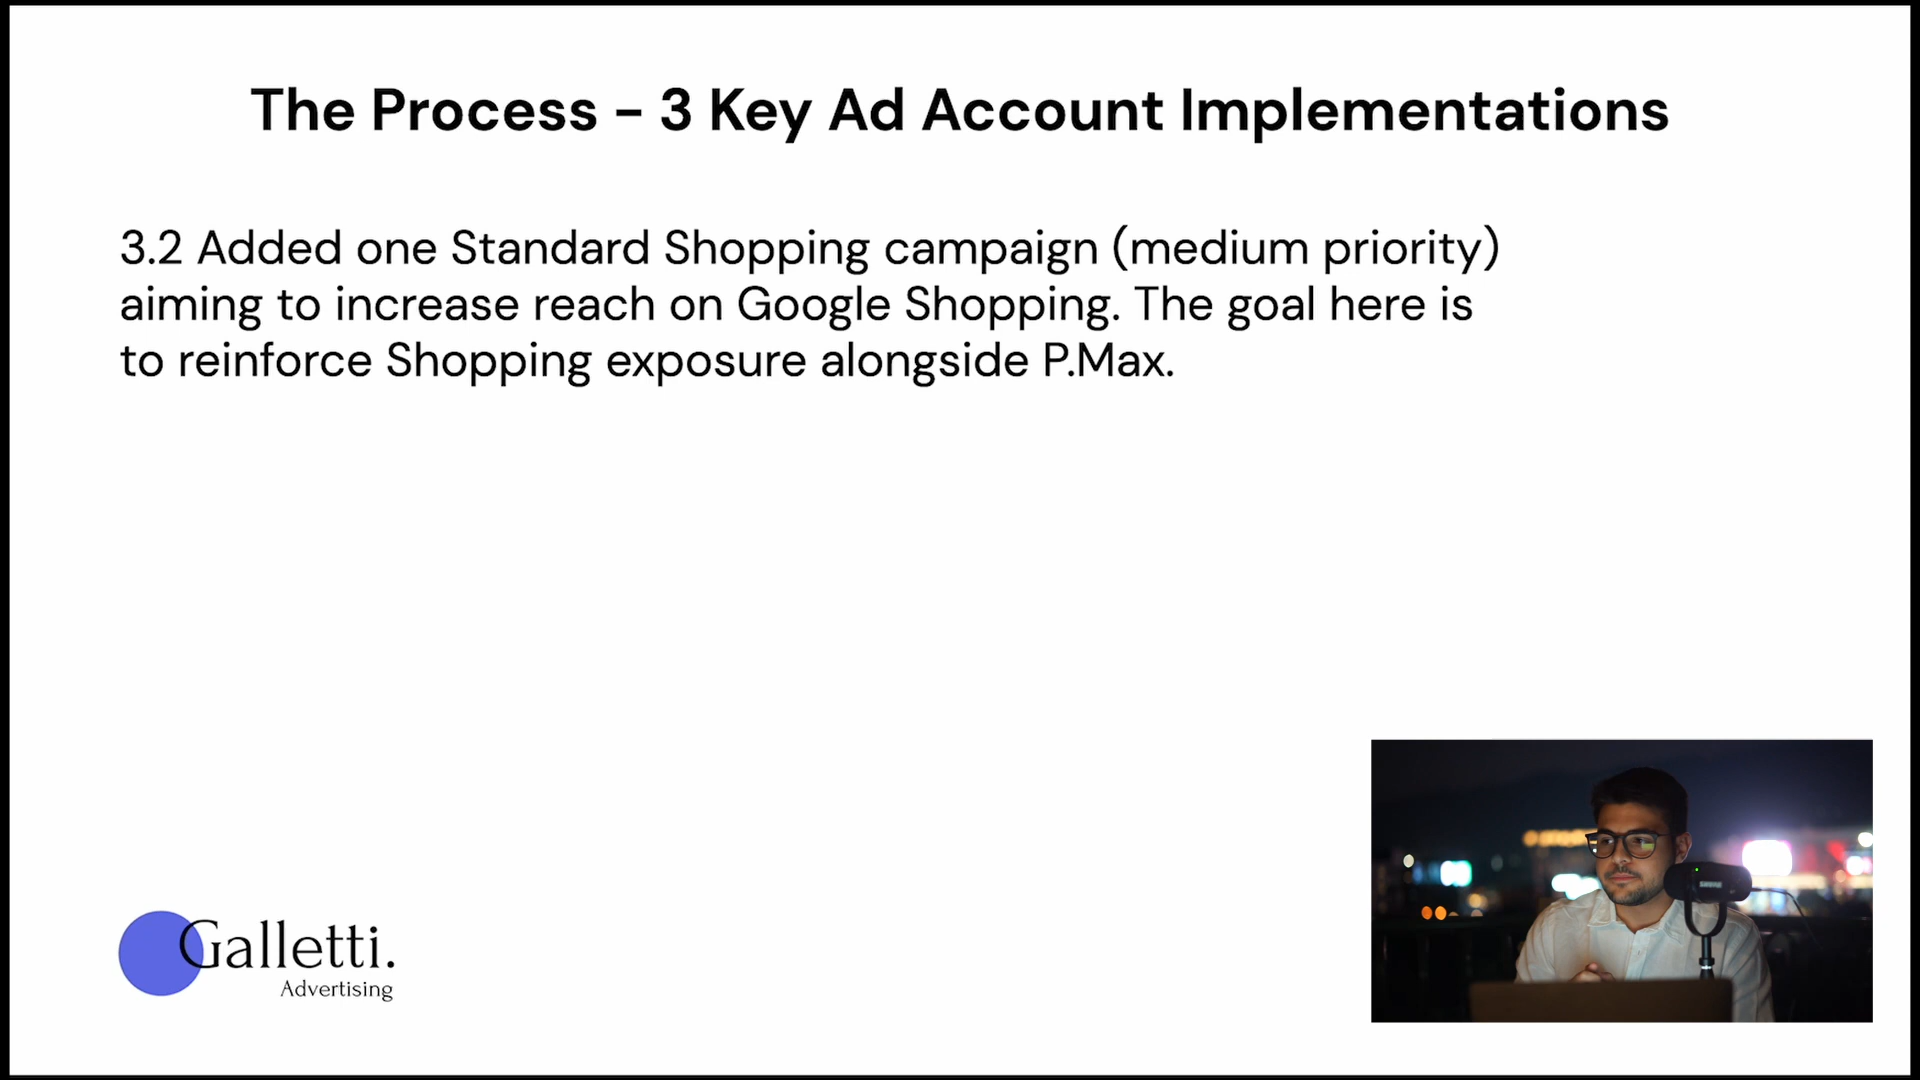 The Process - 3 Key Ad Account Implementations
3.2 Added one Standard Shopping campaign (medium priority)
aiming to increase reach on Google Shopping. The goal here is
to reinforce Shopping exposure alongside P.Max.
Galletti.
Advertising